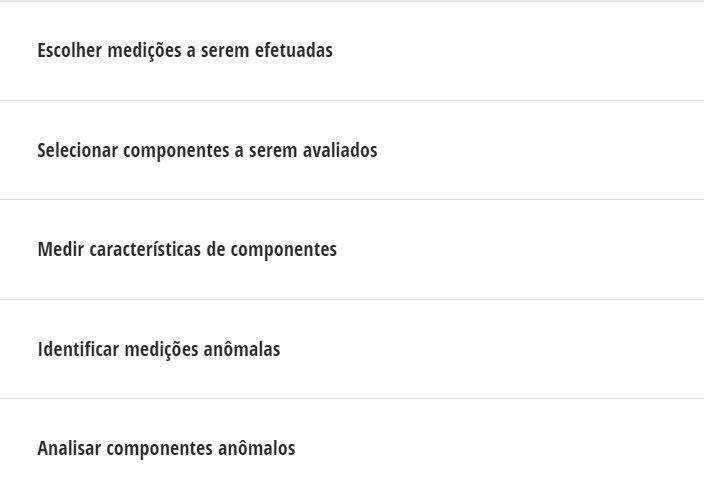 Escolher medições a serem efetuadas
Selecionar componentes a serem avaliados
Medir características de componentes
Identificar medições anômalas
Analisar componentes anômalos